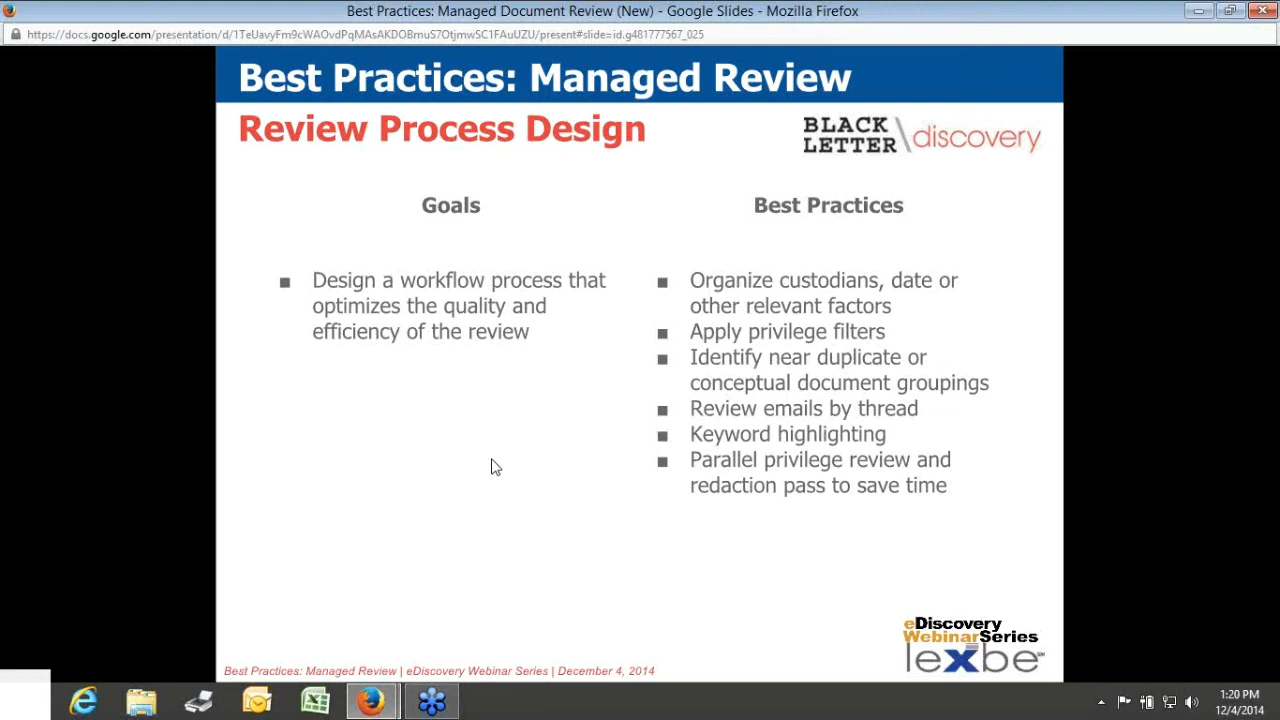 Best Practices: Managed Document Review (New) - Google Slides - Mozilla Firefox
https://docs.google.com/presentation/d/1TeUavyFm9cWAOvdPqMAsAKDOBmuS7OtjmwSC1FAuUZU/present#slide=id.g481777567_025
Best Practices: Managed Review
Review Process Design
BLACK
LETTER
discovery
Goals
■ Design a workflow process that
optimizes the quality and
efficiency of the review
Best Practices
■ Organize custodians, date or
other relevant factors
■ Apply privilege filters
■ Identify near duplicate or
conceptual document groupings
■ Review emails by thread
■ Keyword highlighting
■ Parallel privilege review and
redaction pass to save time
eDiscovery
WebinarSeries
lexbe℠
Best Practices: Managed Review | eDiscovery Webinar Series | December 4, 2014
1:20 PM
12/4/2014